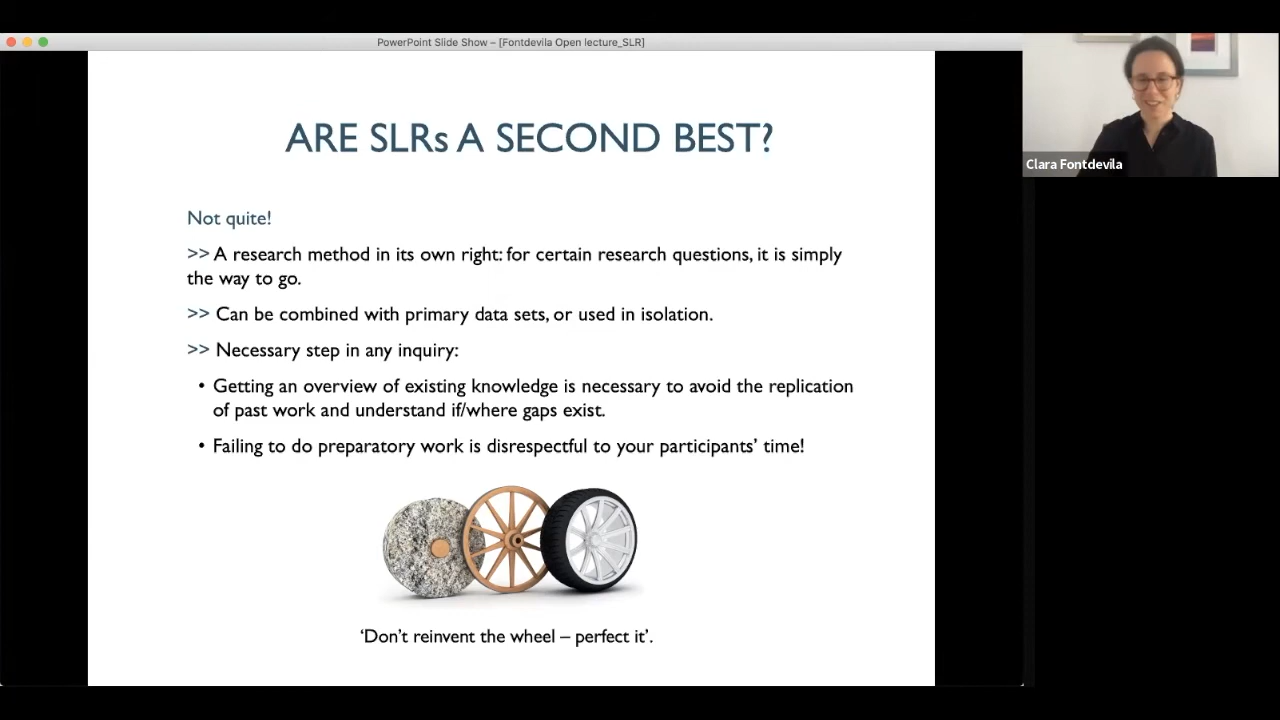 PowerPoint Slide Show – [Fontdevila Open lecture_SLR]
ARE SLRs A SECOND BEST?
Not quite!
>> A research method in its own right: for certain research questions, it is simply
the way to go.
>> Can be combined with primary data sets, or used in isolation.
>> Necessary step in any inquiry:
• Getting an overview of existing knowledge is necessary to avoid the replication
of past work and understand if/where gaps exist.
• Failing to do preparatory work is disrespectful to your participants’ time!
‘Don’t reinvent the wheel – perfect it’.
Clara Fontdevila